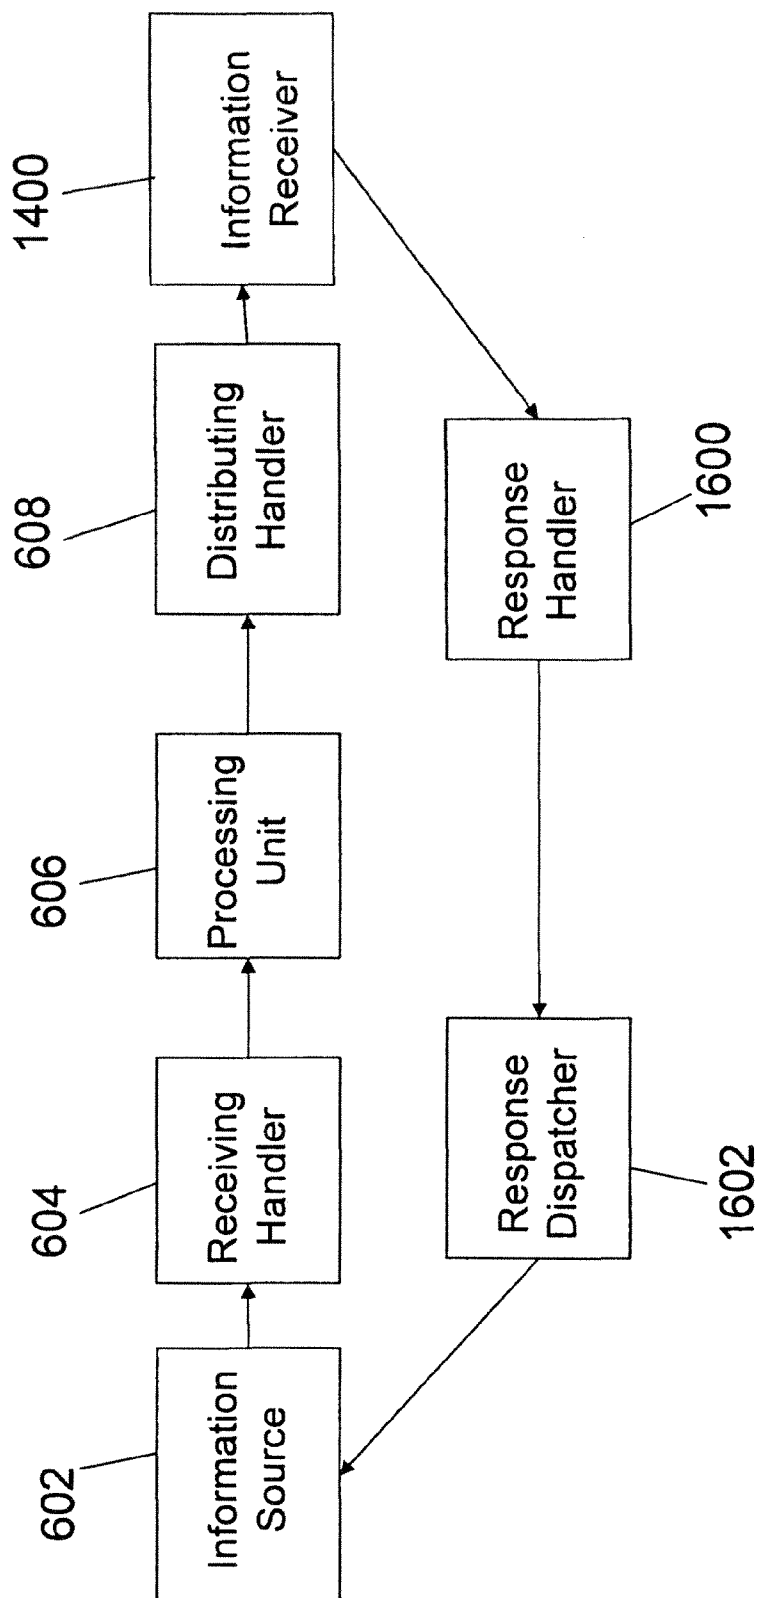 602
604
606
608
1400
Information
Source
Receiving
Handler
Processing
Unit
Distributing
Handler
Information
Receiver
Response
Dispatcher
Response
Handler
1602
1600